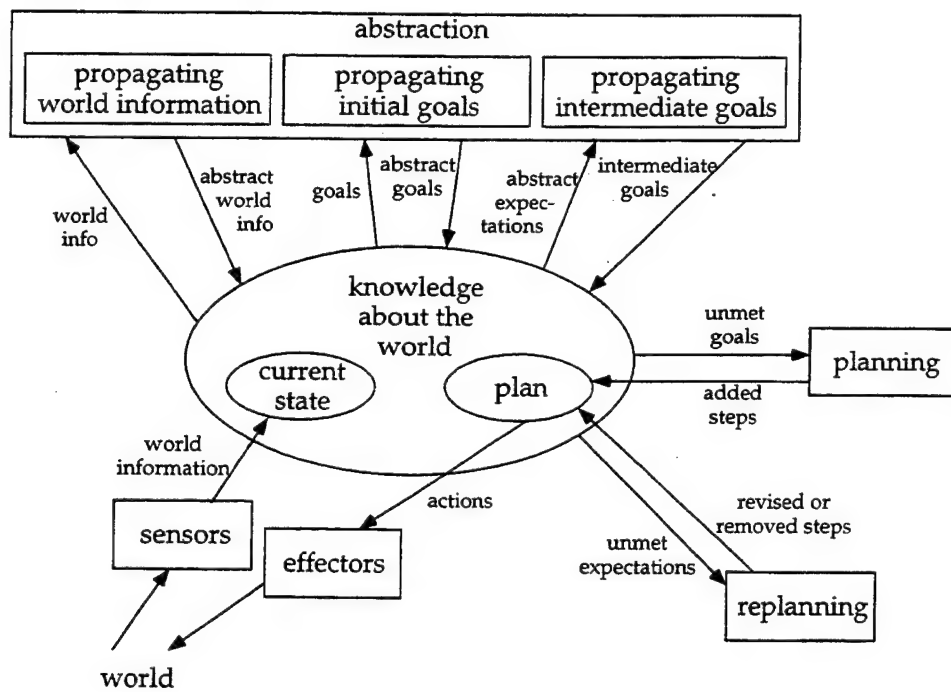 abstraction
propagating
world information
propagating
initial goals
propagating
intermediate goals
world
info
abstract
world
info
goals
abstract
goals
abstract
expec-
tations
intermediate
goals
knowledge
about the
world
current
state
plan
unmet
goals
planning
added
steps
world
information
sensors
actions
effectors
revised or
removed steps
unmet
expectations
replanning
world